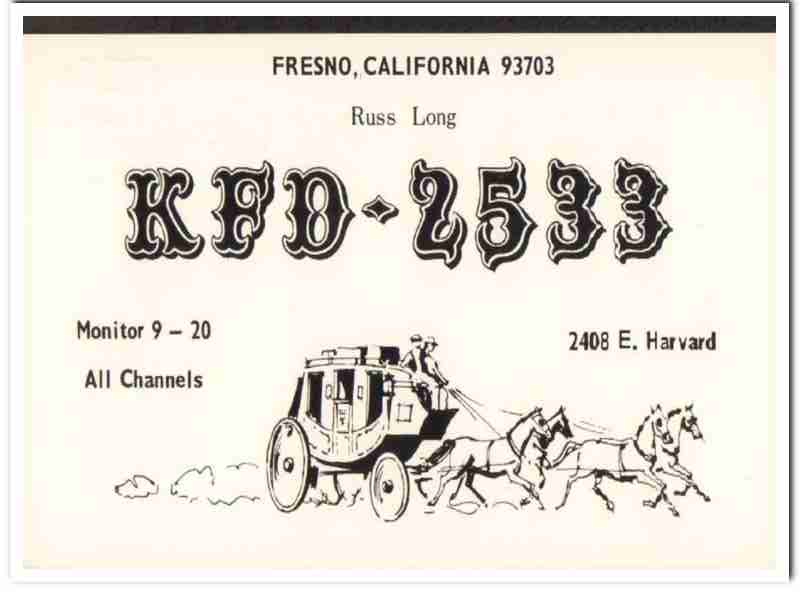 FRESNO, CALIFORNIA 93703
Russ Long
KFD-2533
Monitor 9 – 20
All Channels
2408 E. Harvard